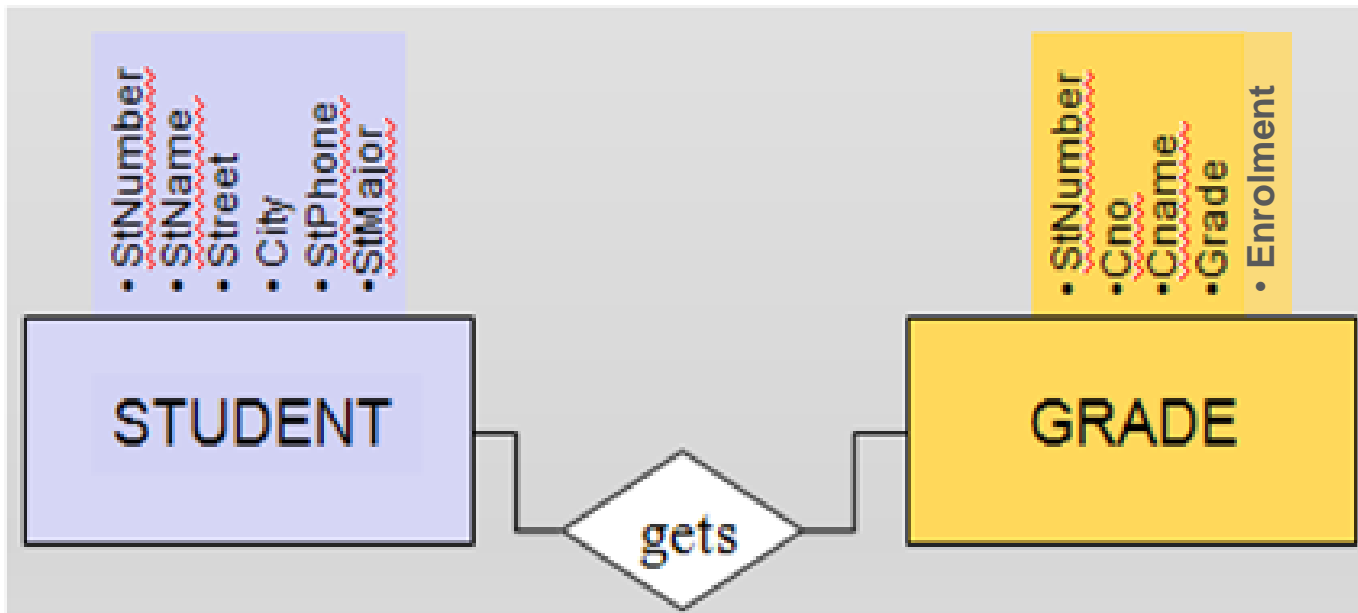 • StNumber
• StName
• Street
• City
• StPhone
•StMajor
• StNumber
•Cno
•Cname
•Grade
• Enrolment
STUDENT
GRADE
gets